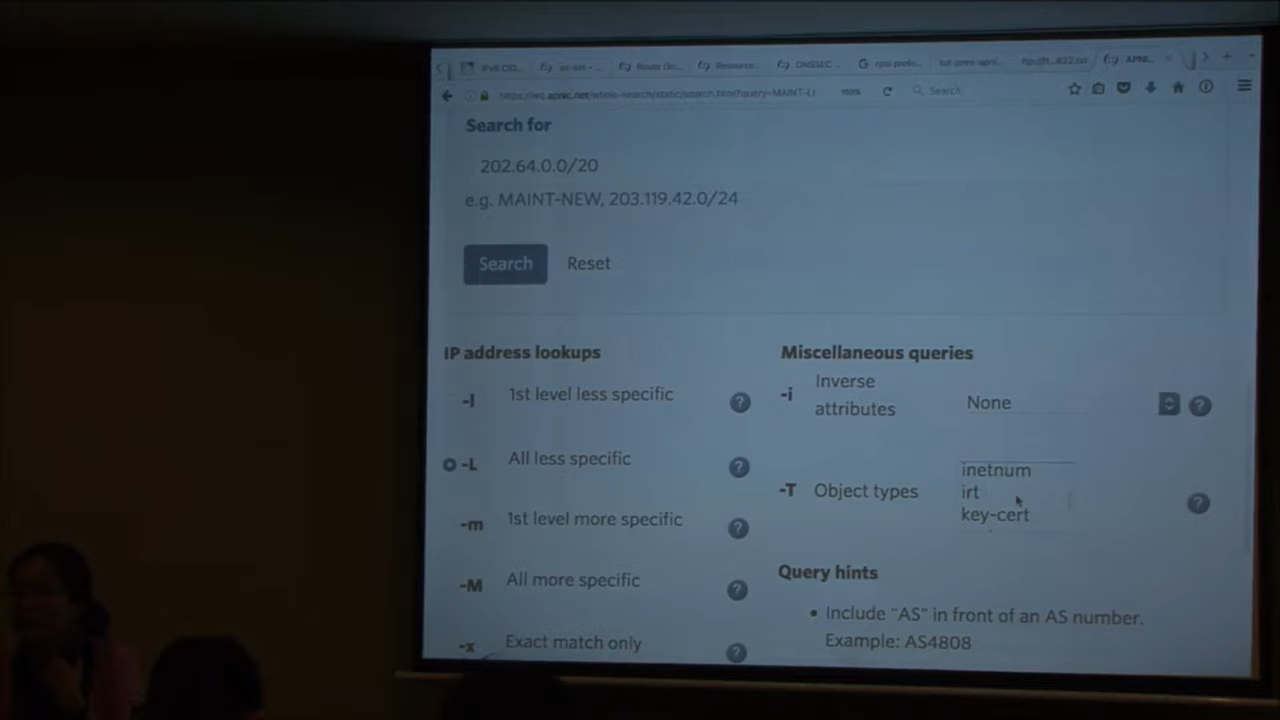 DNSSEC
APNI...
Search
Search for
202.64.0.0/20
e.g. MAINT-NEW, 203.119.42.0/24
Search
Reset
IP address lookups
-l 1st level less specific ?
-L All less specific ?
-m 1st level more specific ?
-M All more specific ?
-x Exact match only ?
Miscellaneous queries
-i Inverse
attributes
None ?
-T Object types
inetnum
irt
key-cert
?
Query hints
• Include "AS" in front of an AS number.
Example: AS4808